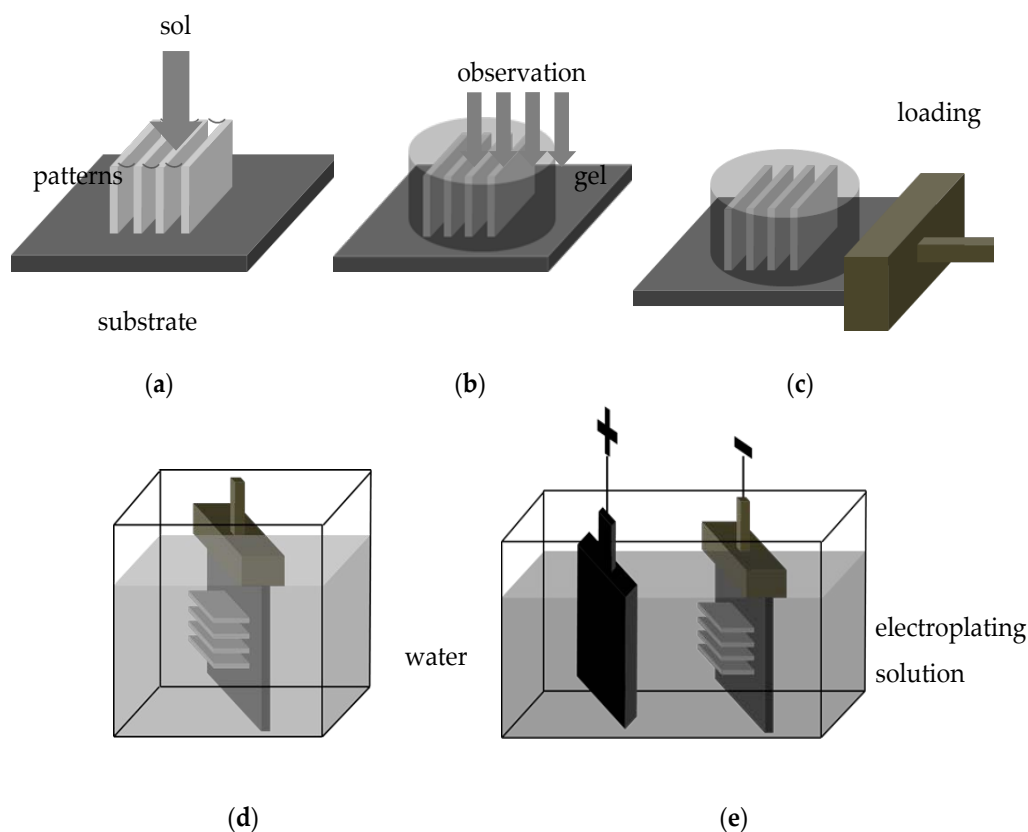 sol
patterns
substrate
(a)
observation
gel
(b)
loading
(c)
water
(d)
+
-
electroplating
solution
(e)